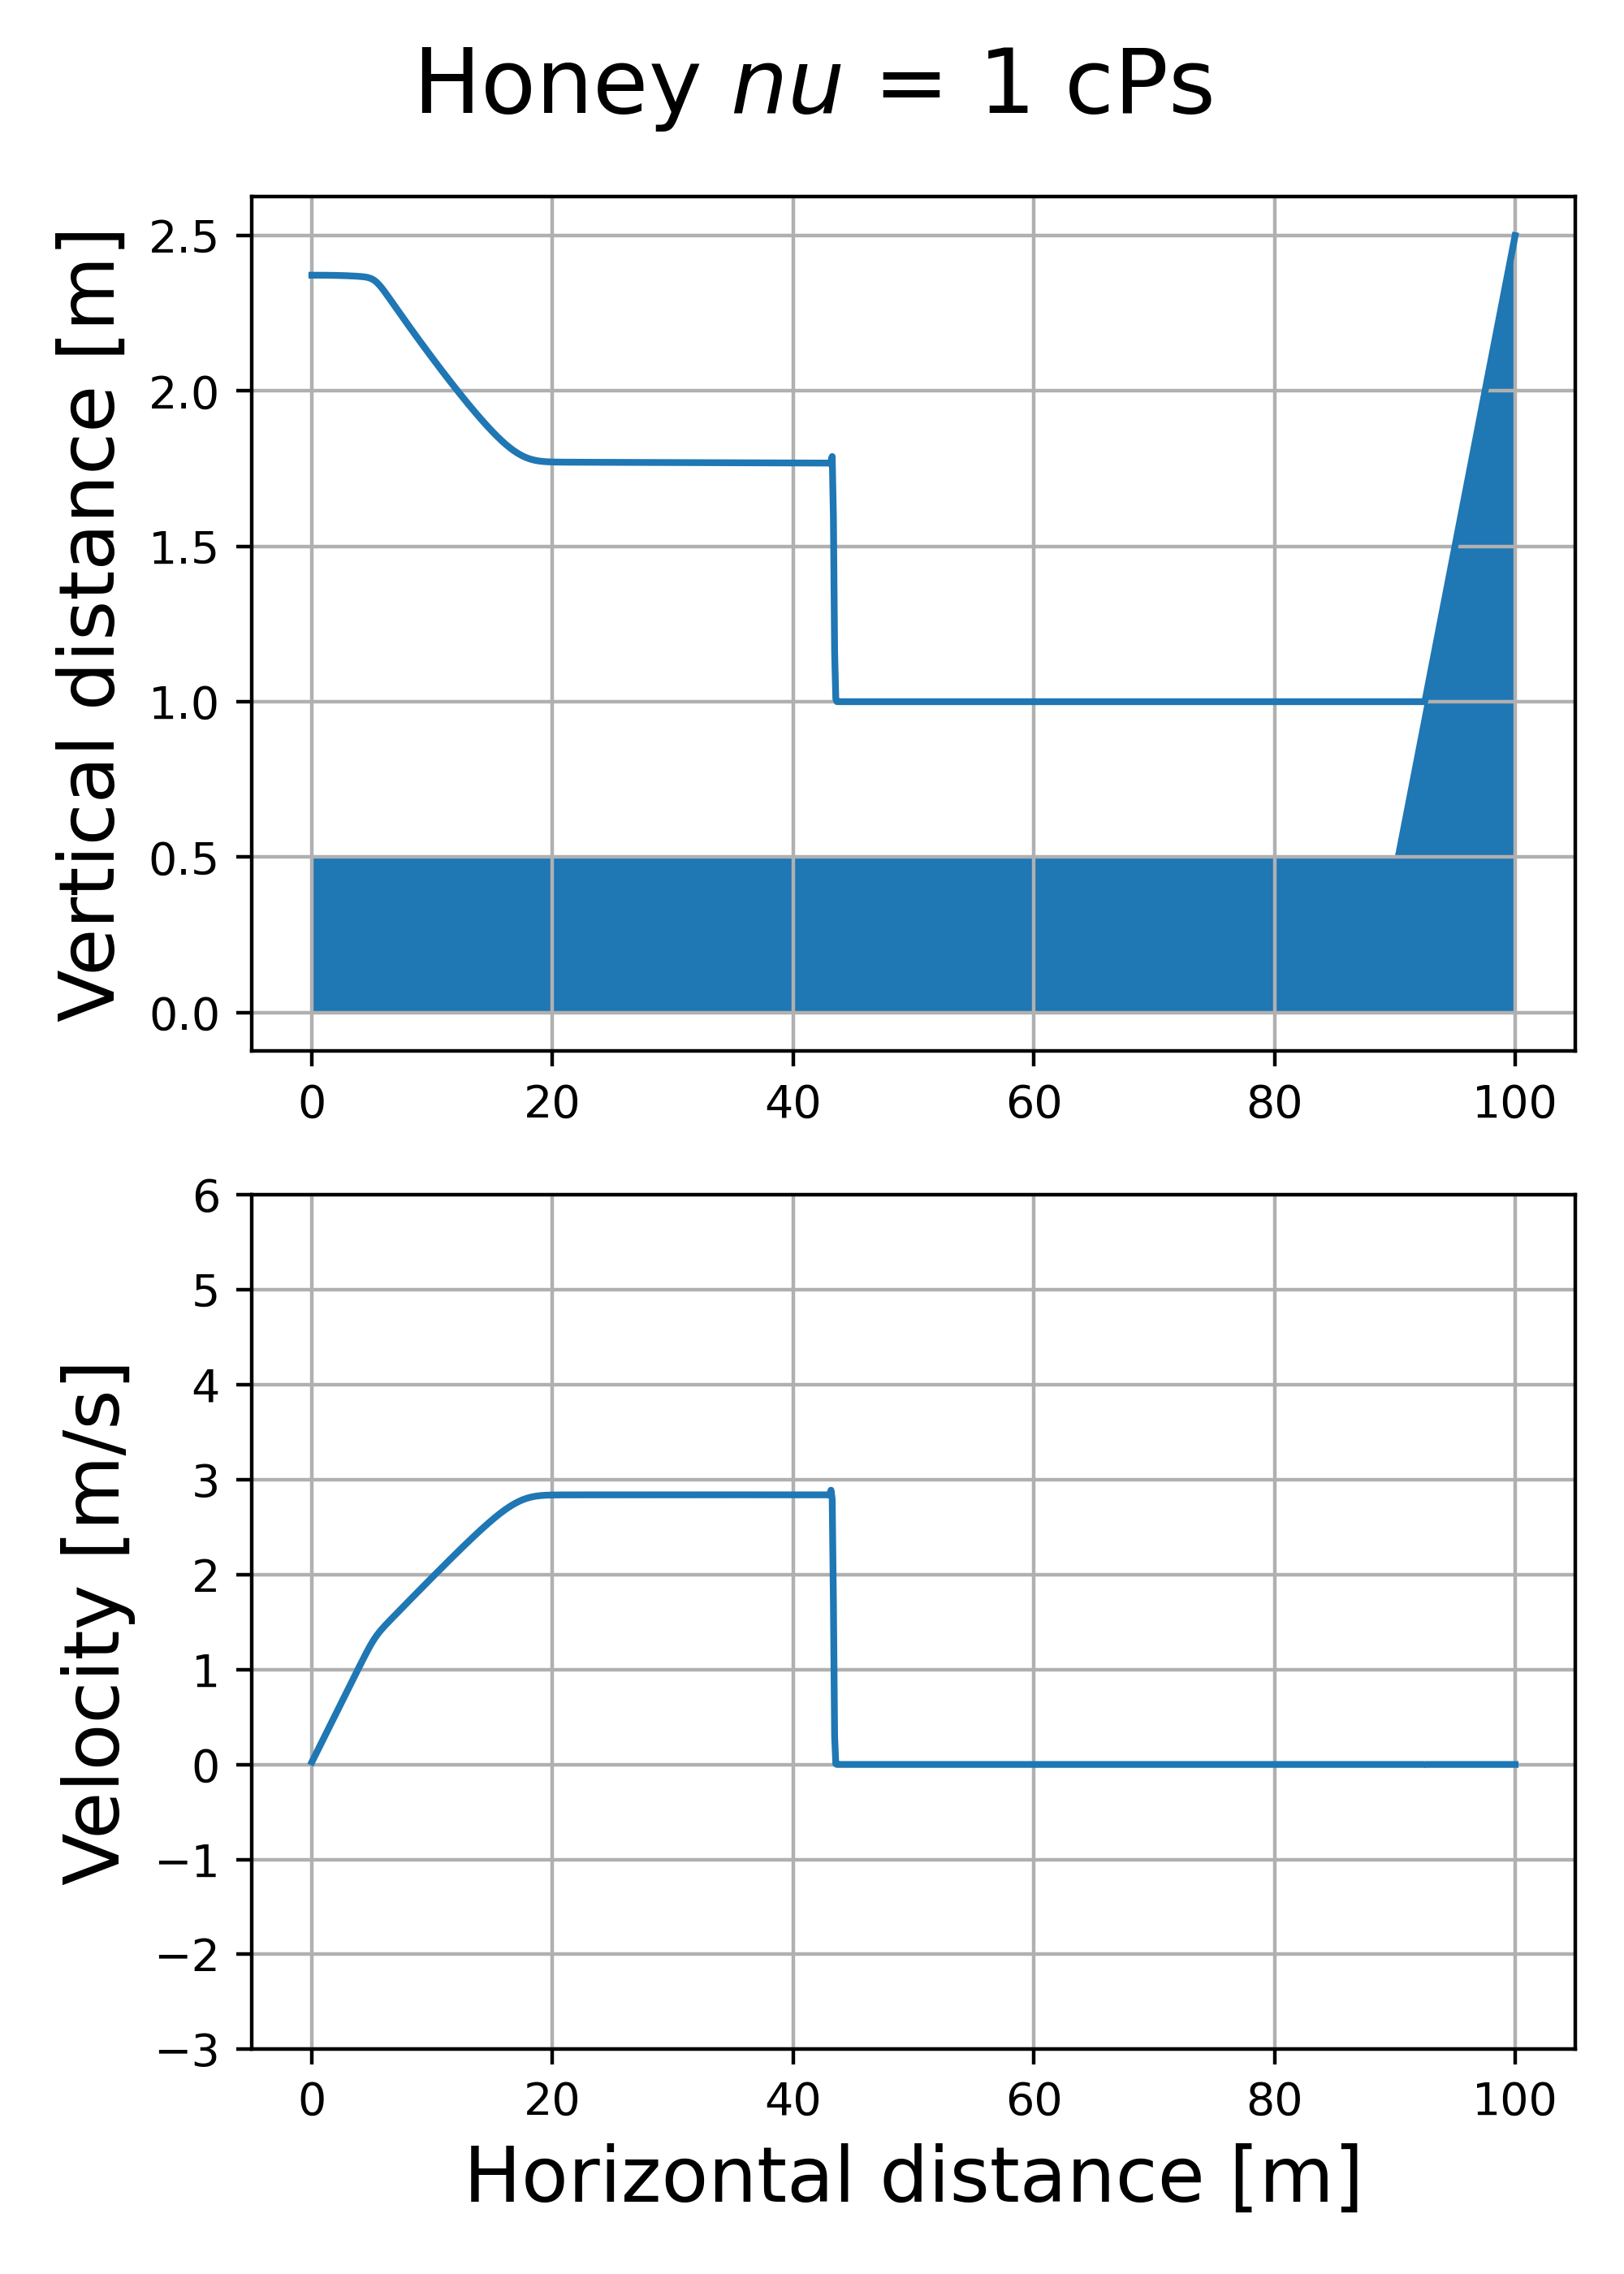 Honey nu = 1 cPs
Vertical distance [m]
2.5
2.0
1.5
1.0
0.5
0.0
0 20 40 60 80 100
Velocity [m/s]
6
5
4
3
2
1
0
−1
−2
−3
0 20 40 60 80 100
Horizontal distance [m]